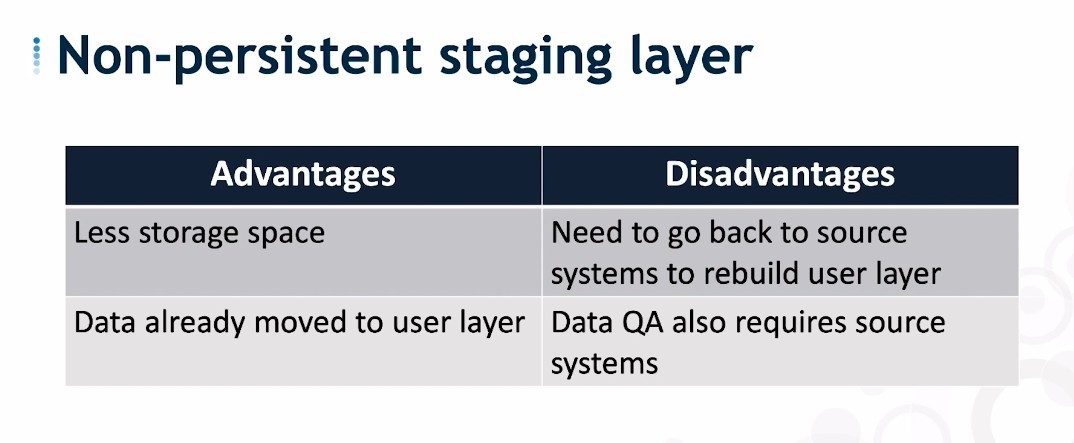 Non-persistent staging layer
Advantages
Disadvantages
Less storage space
Need to go back to source
systems to rebuild user layer
Data already moved to user layer
Data QA also requires source
systems